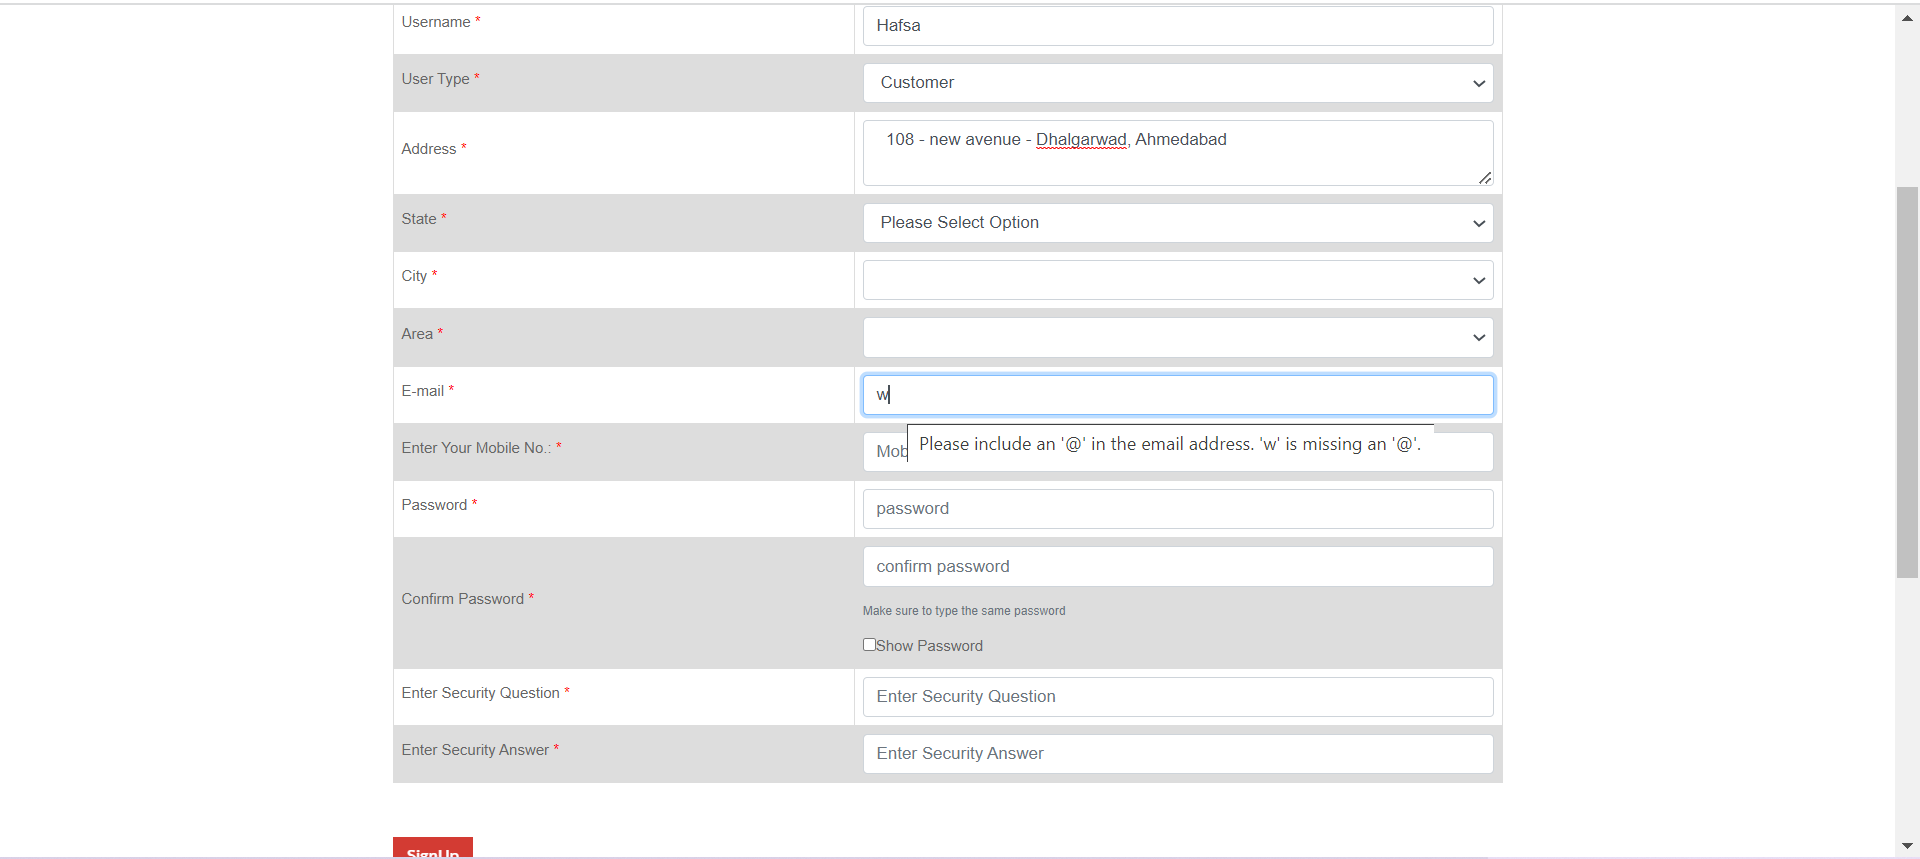 Username *
Hafsa
User Type *
Customer
Address *
108 - new avenue - Dhalgarwad, Ahmedabad
State *
Please Select Option
City *
Area *
E-mail *
w
Enter Your Mobile No.: *
Mob
Please include an '@' in the email address. 'w' is missing an '@'.
Password *
password
Confirm Password *
confirm password
Make sure to type the same password
Show Password
Enter Security Question *
Enter Security Question
Enter Security Answer *
Enter Security Answer
SignUp